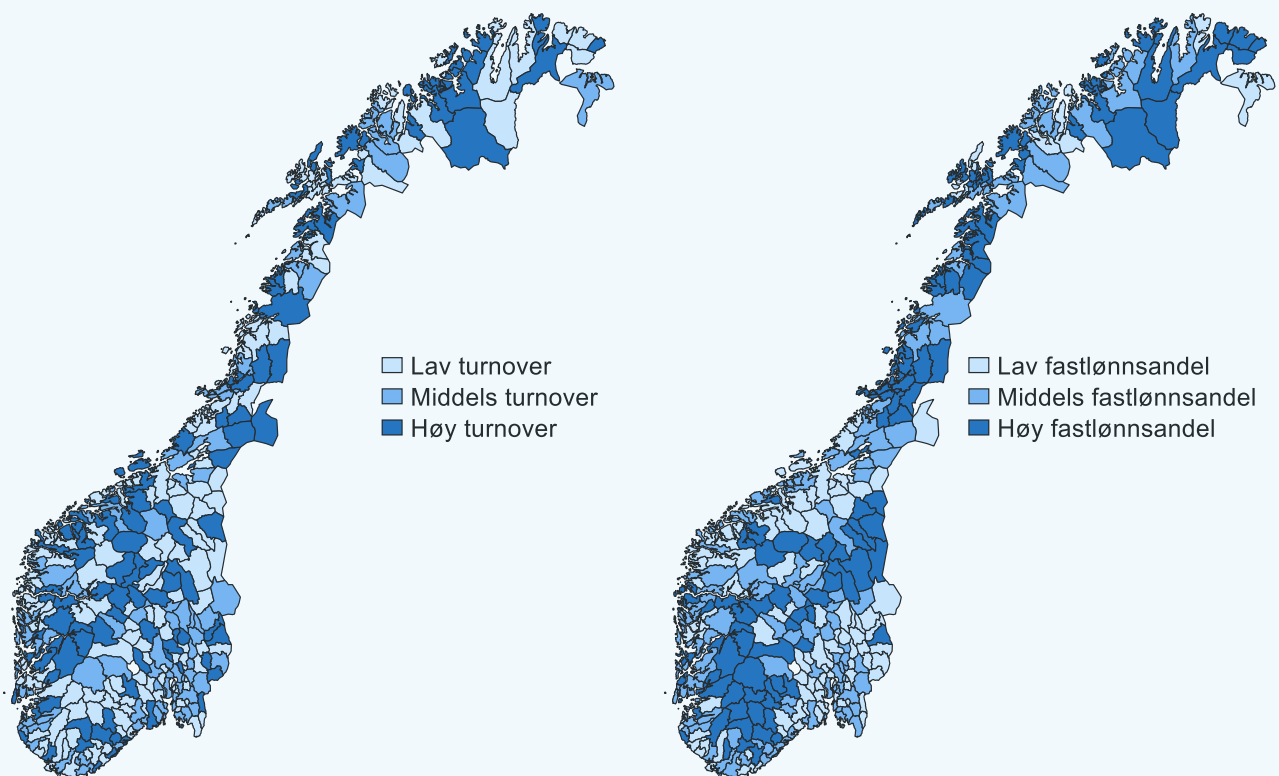 Lav turnover
Middels turnover
Høy turnover
Lav fastlønnsandel
Middels fastlønnsandel
Høy fastlønnsandel